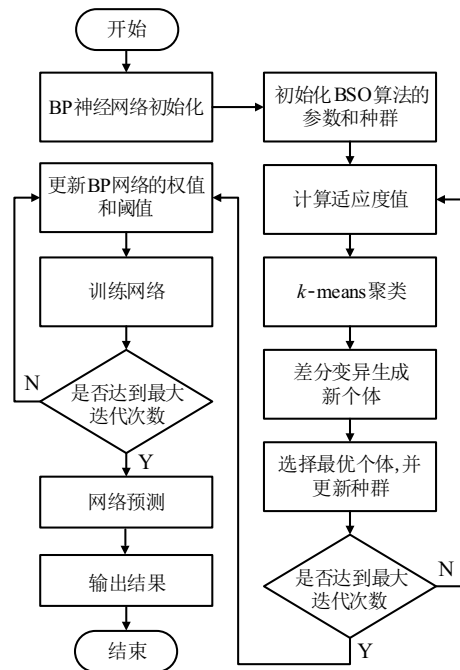 开始
BP神经网络初始化
初始化BSO算法的
参数和种群
计算适应度值
k-means聚类
差分变异生成
新个体
选择最优个体,并
更新种群
是否达到最大
迭代次数
N
Y
更新BP网络的权值
和阈值
训练网络
是否达到最大
迭代次数
N
Y
网络预测
输出结果
结束